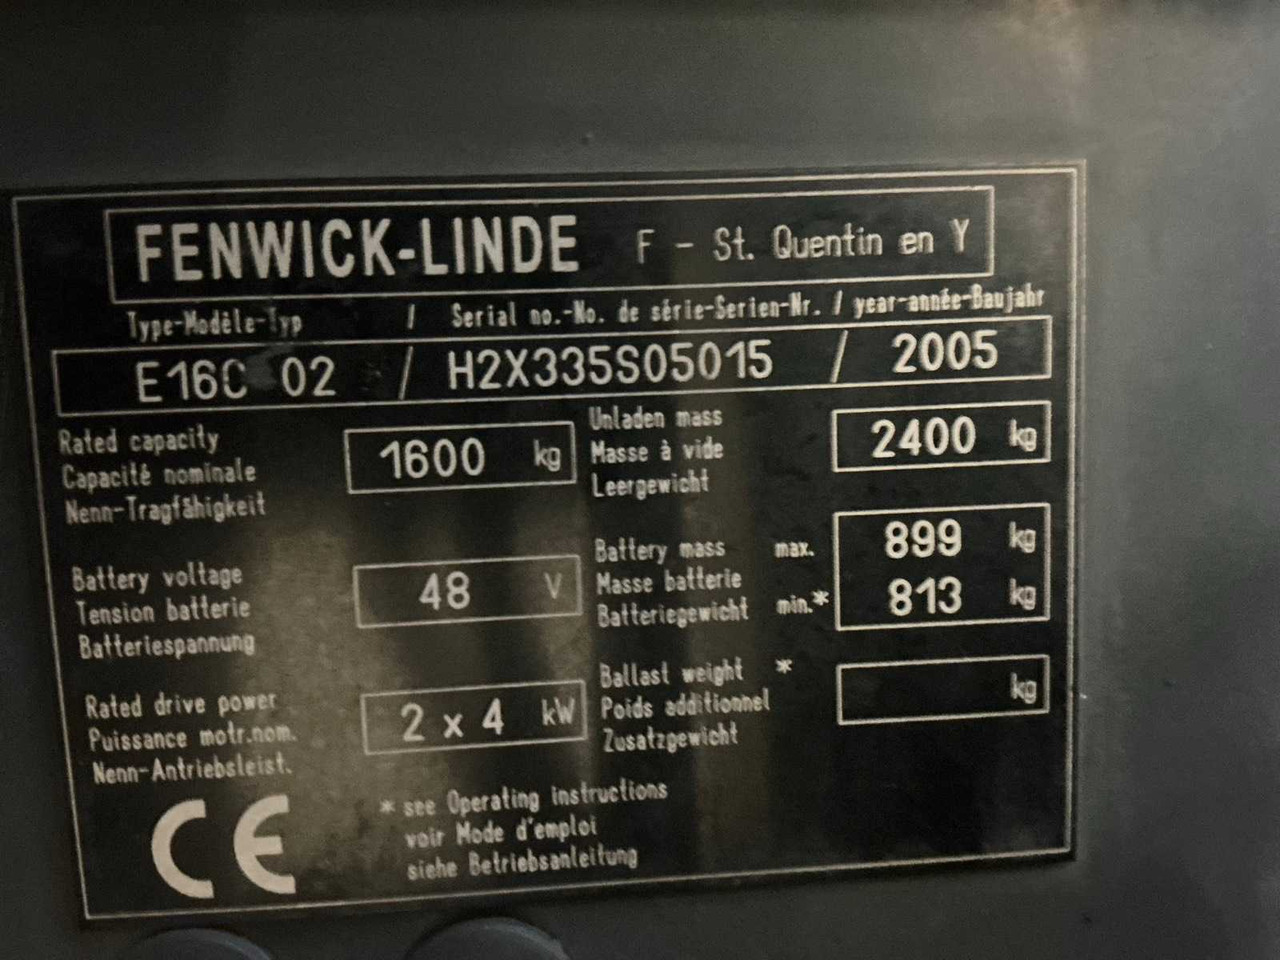 FENWICK-LINDE F - St. Quentin en Y
Type-Modèle-Typ / Serial no.-No. de série-Serien-Nr. / year-année-Baujahr
E16C 02 / H2X335S05015 / 2005
Rated capacity
Capacité nominale
Nenn-Tragfähigkeit
1600 kg
Unladen mass
Masse à vide
Leergewicht
2400 kg
Battery voltage
Tension batterie
Batteriespannung
48 V
Battery mass max.
Masse batterie
Batteriegewicht min.*
899 kg
813 kg
Rated drive power
Puissance motr.nom.
Nenn-Antriebsleist.
2 x 4 kW
Ballast weight *
Poids additionnel
Zusatzgewicht
kg
CE
* see Operating instructions
voir Mode d'emploi
siehe Betriebsanleitung